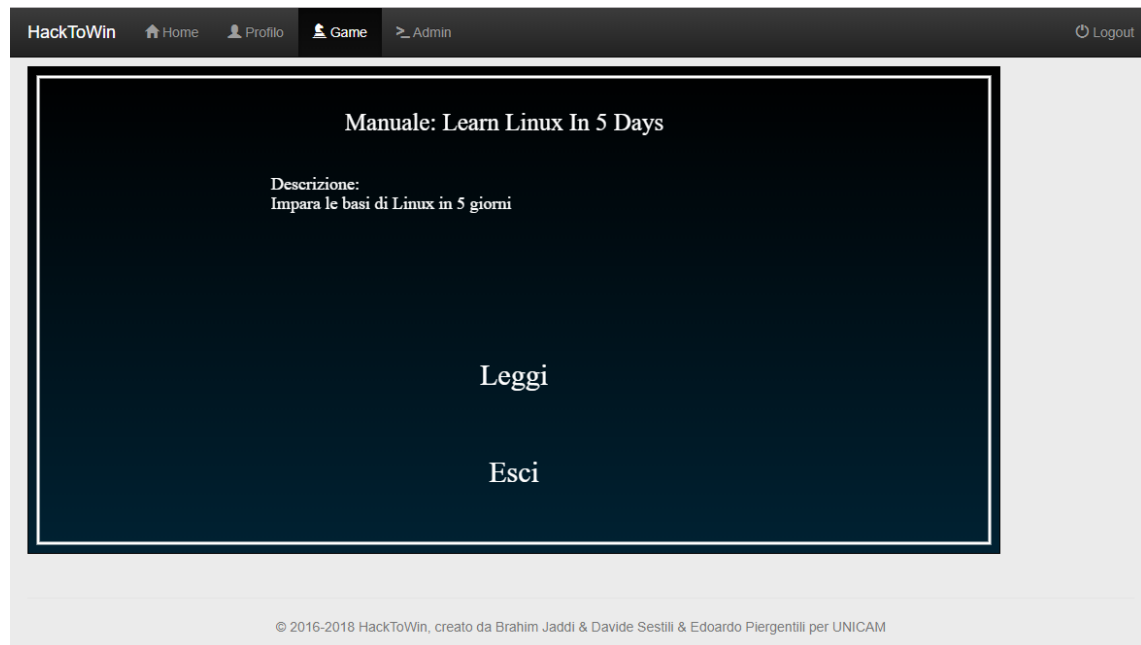 HackToWin Home Profilo Game >_ Admin Logout
Manuale: Learn Linux In 5 Days
Descrizione:
Impara le basi di Linux in 5 giorni
Leggi
Esci
© 2016-2018 HackToWin, creato da Brahim Jaddi & Davide Sestili & Edoardo Piergentili per UNICAM